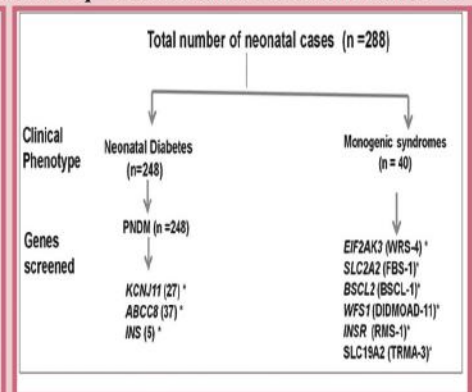 Total number of neonatal cases (n =288)
Clinical
Phenotype
Neonatal Diabetes
(n=248)
Monogenic syndromes
(n = 40)
Genes
screened
PNDM (n =248)
KCNJ11 (27) *
ABCC8 (37) *
INS (5) *
EIF2AK3 (WRS-4) *
SLC2A2 (FBS-1)*
BSCL2 (BSCL-1)*
WFS1 (DIDMOAD-11)*
INSR (RMS-1)*
SLC19A2 (TRMA-3)*